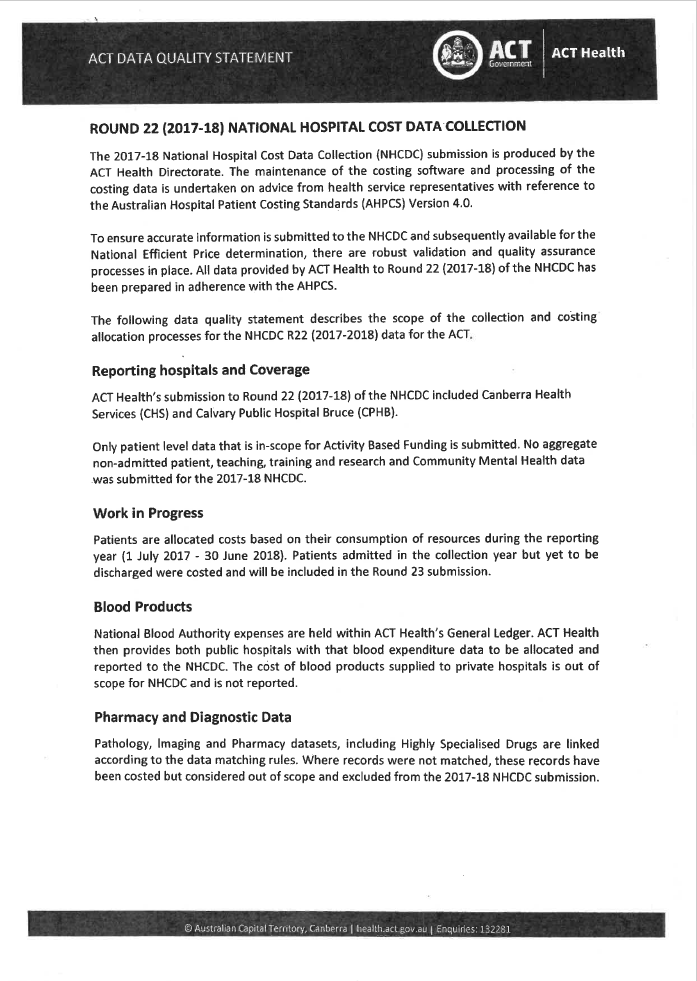 ACT DATA QUALITY STATEMENT
ACT
Government
ACT Health
ROUND 22 (2017-18) NATIONAL HOSPITAL COST DATA COLLECTION
The 2017-18 National Hospital Cost Data Collection (NHCDC) submission is produced by the
ACT Health Directorate. The maintenance of the costing software and processing of the
costing data is undertaken on advice from health service representatives with reference to
the Australian Hospital Patient Costing Standards (AHPCS) Version 4.0.
To ensure accurate information is submitted to the NHCDC and subsequently available for the
National Efficient Price determination, there are robust validation and quality assurance
processes in place. All data provided by ACT Health to Round 22 (2017-18) of the NHCDC has
been prepared in adherence with the AHPCS.
The following data quality statement describes the scope of the collection and costing
allocation processes for the NHCDC R22 (2017-2018) data for the ACT.
Reporting hospitals and Coverage
ACT Health's submission to Round 22 (2017-18) of the NHCDC included Canberra Health
Services (CHS) and Calvary Public Hospital Bruce (CPHB).
Only patient level data that is in-scope for Activity Based Funding is submitted. No aggregate
non-admitted patient, teaching, training and research and Community Mental Health data
was submitted for the 2017-18 NHCDC.
Work in Progress
Patients are allocated costs based on their consumption of resources during the reporting
year (1 July 2017 - 30 June 2018). Patients admitted in the collection year but yet to be
discharged were costed and will be included in the Round 23 submission.
Blood Products
National Blood Authority expenses are held within ACT Health's General Ledger. ACT Health
then provides both public hospitals with that blood expenditure data to be allocated and
reported to the NHCDC. The cost of blood products supplied to private hospitals is out of
scope for NHCDC and is not reported.
Pharmacy and Diagnostic Data
Pathology, Imaging and Pharmacy datasets, including Highly Specialised Drugs are linked
according to the data matching rules. Where records were not matched, these records have
been costed but considered out of scope and excluded from the 2017-18 NHCDC submission.
© Australian Capital Territory, Canberra | health.act.gov.au | Enquiries: 132281